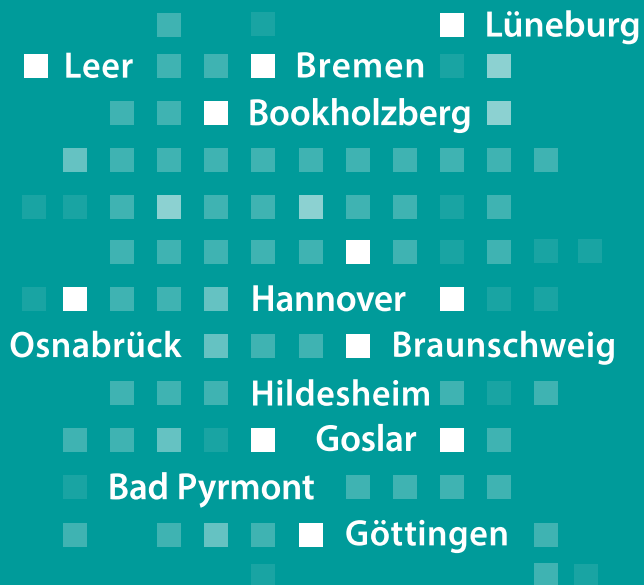 Lüneburg
Leer
Bremen
Bookholzberg
Hannover
Osnabrück
Braunschweig
Hildesheim
Goslar
Bad Pyrmont
Göttingen